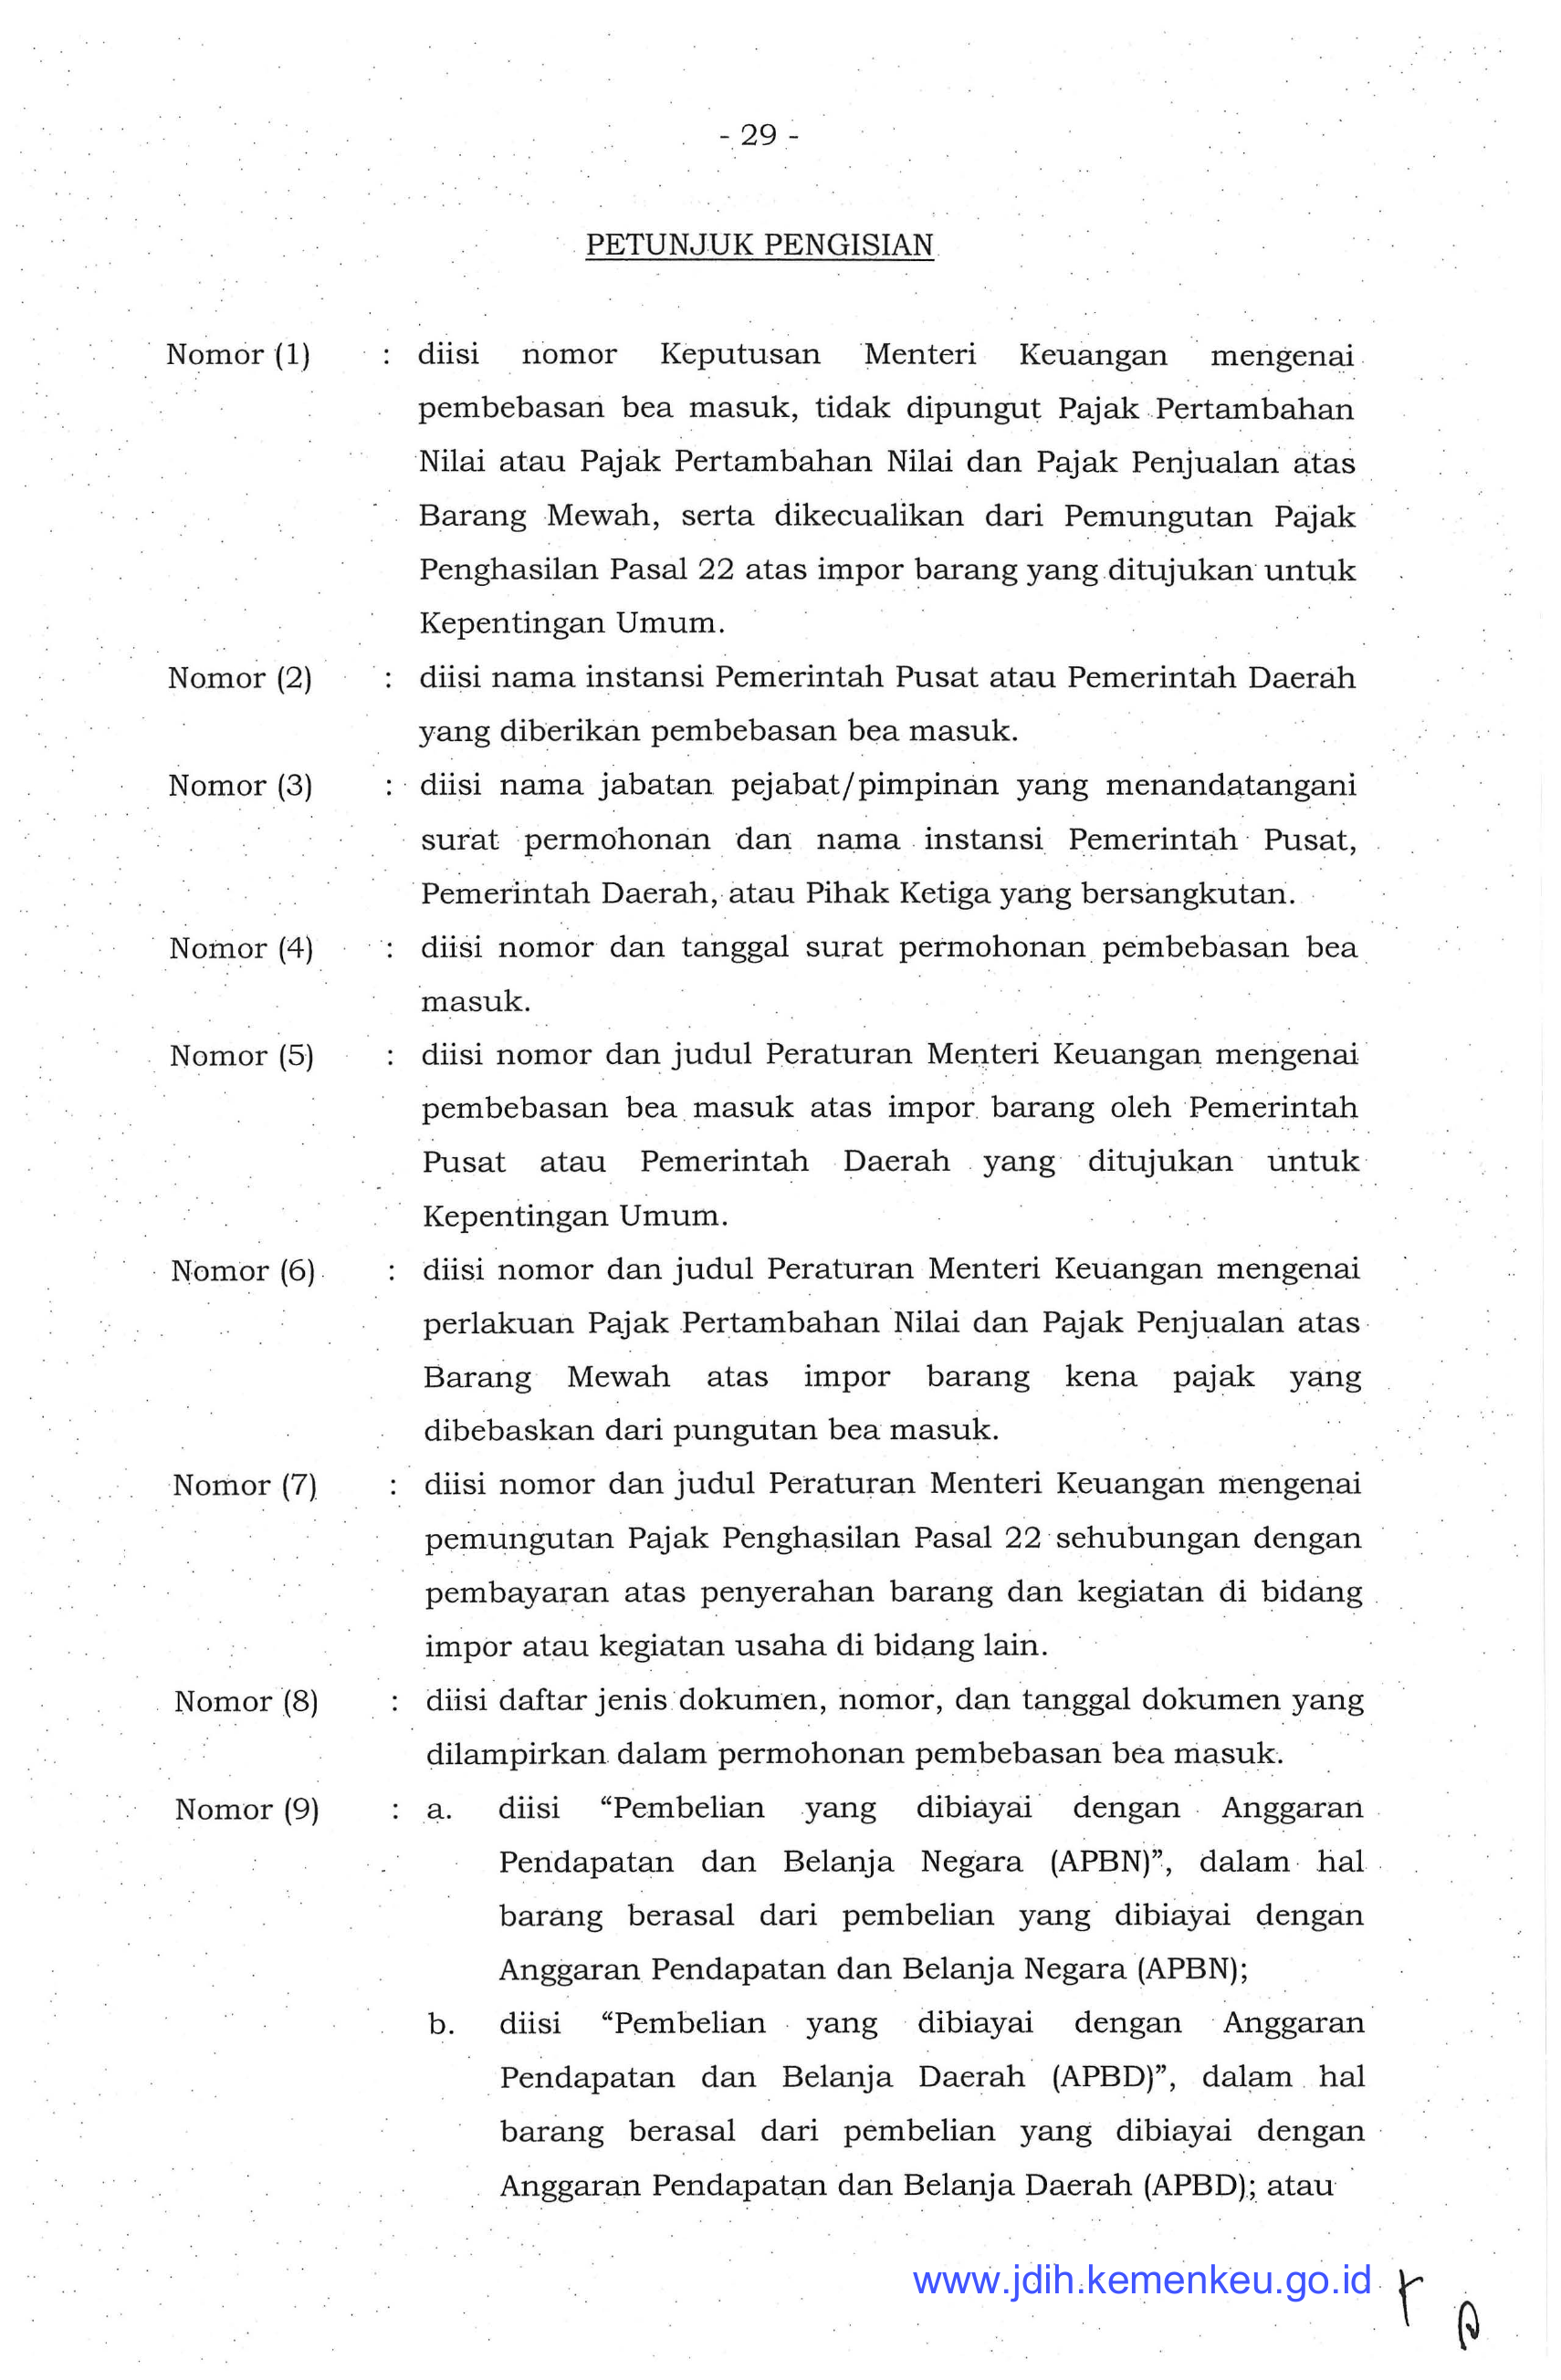 - 29 -
PETUNJUK PENGISIAN
Nomor (1) : diisi nomor Keputusan Menteri Keuangan mengenai
pembebasan bea masuk, tidak dipungut Pajak Pertambahan
Nilai atau Pajak Pertambahan Nilai dan Pajak Penjualan atas
Barang Mewah, serta dikecualikan dari Pemungutan Pajak
Penghasilan Pasal 22 atas impor barang yang ditujukan untuk
Kepentingan Umum.
Nomor (2) : diisi nama instansi Pemerintah Pusat atau Pemerintah Daerah
yang diberikan pembebasan bea masuk.
Nomor (3) : diisi nama jabatan pejabat/pimpinan yang menandatangani
surat permohonan dan nama instansi Pemerintah Pusat,
Pemerintah Daerah, atau Pihak Ketiga yang bersangkutan.
Nomor (4) : diisi nomor dan tanggal surat permohonan pembebasan bea
masuk.
Nomor (5) : diisi nomor dan judul Peraturan Menteri Keuangan mengenai
pembebasan bea masuk atas impor barang oleh Pemerintah
Pusat atau Pemerintah Daerah yang ditujukan untuk
Kepentingan Umum.
Nomor (6) : diisi nomor dan judul Peraturan Menteri Keuangan mengenai
perlakuan Pajak Pertambahan Nilai dan Pajak Penjualan atas
Barang Mewah atas impor barang kena pajak yang
dibebaskan dari pungutan bea masuk.
Nomor (7) : diisi nomor dan judul Peraturan Menteri Keuangan mengenai
pemungutan Pajak Penghasilan Pasal 22 sehubungan dengan
pembayaran atas penyerahan barang dan kegiatan di bidang
impor atau kegiatan usaha di bidang lain.
Nomor (8) : diisi daftar jenis dokumen, nomor, dan tanggal dokumen yang
dilampirkan dalam permohonan pembebasan bea masuk.
Nomor (9) : a. diisi “Pembelian yang dibiayai dengan Anggaran
Pendapatan dan Belanja Negara (APBN)”, dalam hal
barang berasal dari pembelian yang dibiayai dengan
Anggaran Pendapatan dan Belanja Negara (APBN);
b. diisi “Pembelian yang dibiayai dengan Anggaran
Pendapatan dan Belanja Daerah (APBD)”, dalam hal
barang berasal dari pembelian yang dibiayai dengan
Anggaran Pendapatan dan Belanja Daerah (APBD); atau
www.jdih.kemenkeu.go.id